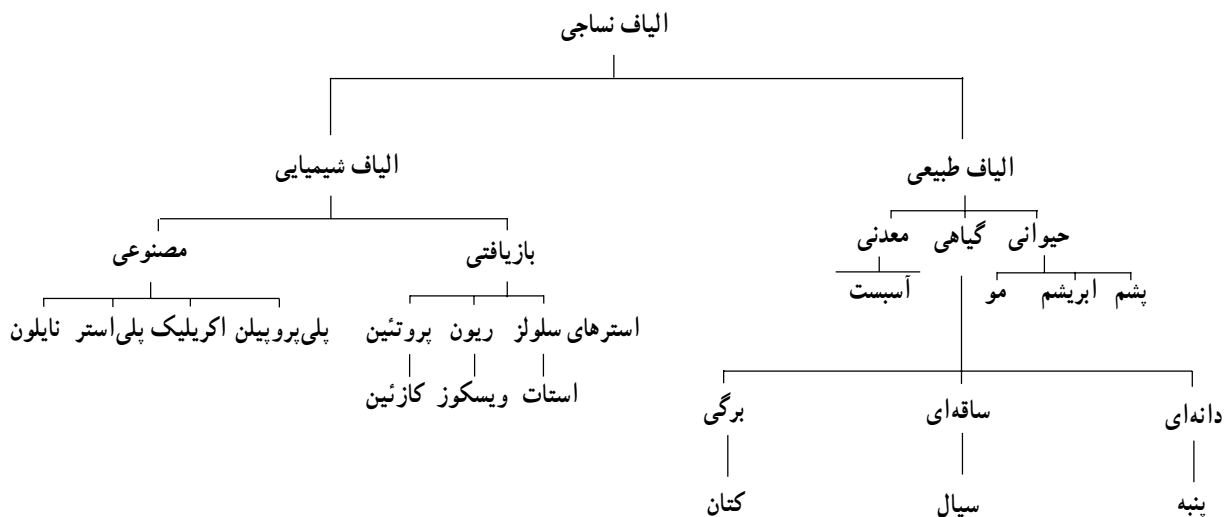 الیاف نساجی
الیاف طبیعی الیاف شیمیایی
حیوانی گیاهی معدنی بازیافتی مصنوعی
پشم ابریشم مو آسبست
استرهای سلولز ریون پروتئین پلی‌پروپیلن اکریلیک پلی‌استر نایلون
استات ویسکوز کازئین
دانه‌ای ساقه‌ای برگی
پنبه سیال کتان